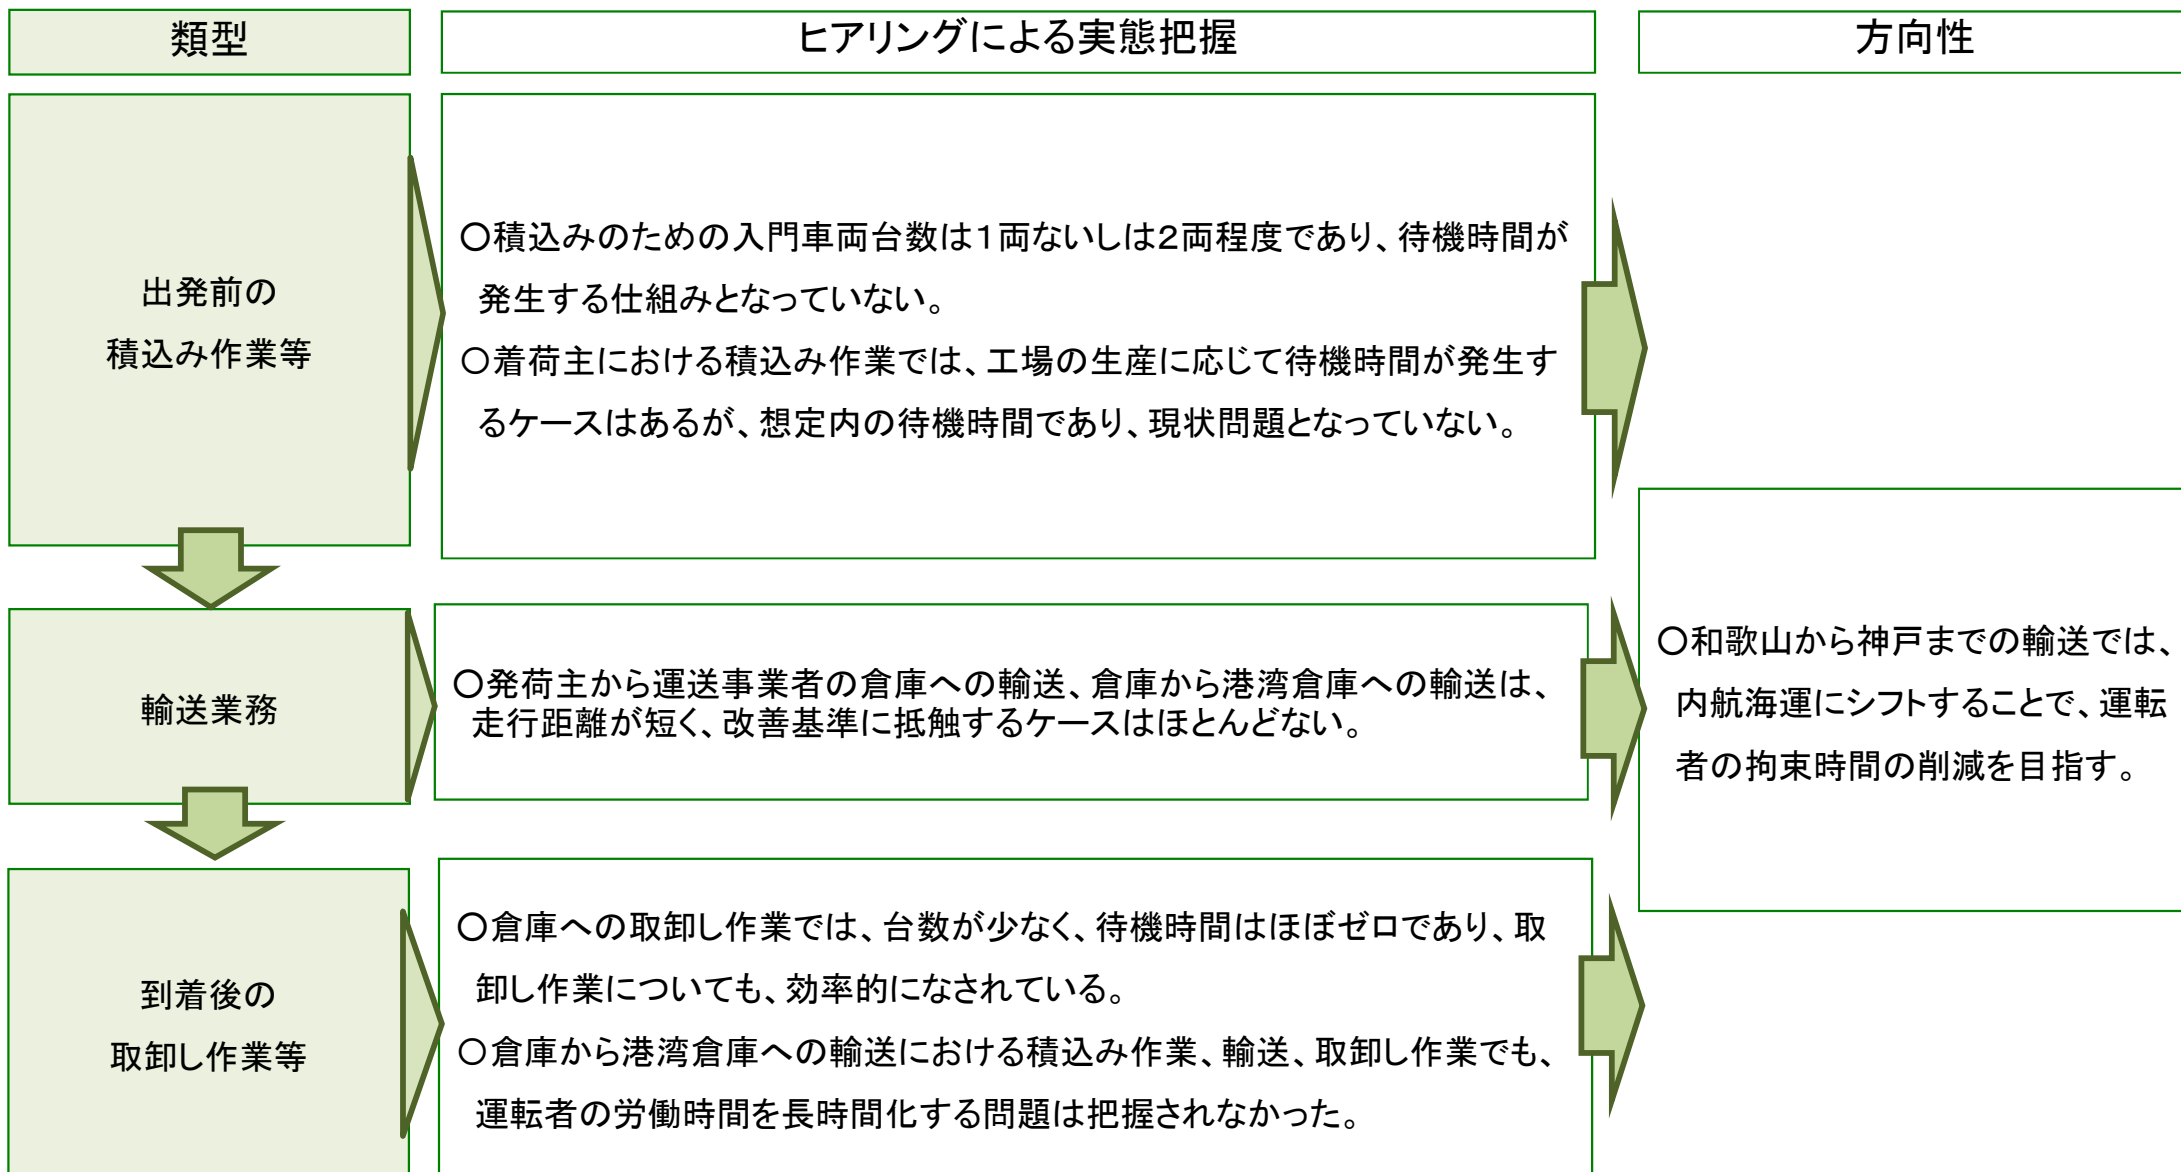 類型
ヒアリングによる実態把握
方向性
出発前の
積込み作業等
〇積込みのための入門車両台数は１両ないしは２両程度であり、待機時間が
発生する仕組みとなっていない。
〇着荷主における積込み作業では、工場の生産に応じて待機時間が発生す
るケースはあるが、想定内の待機時間であり、現状問題となっていない。
輸送業務
〇発荷主から運送事業者の倉庫への輸送、倉庫から港湾倉庫への輸送は、
走行距離が短く、改善基準に抵触するケースはほとんどない。
〇和歌山から神戸までの輸送では、
内航海運にシフトすることで、運転
者の拘束時間の削減を目指す。
到着後の
取卸し作業等
〇倉庫への取卸し作業では、台数が少なく、待機時間はほぼゼロであり、取
卸し作業についても、効率的になされている。
〇倉庫から港湾倉庫への輸送における積込み作業、輸送、取卸し作業でも、
運転者の労働時間を長時間化する問題は把握されなかった。